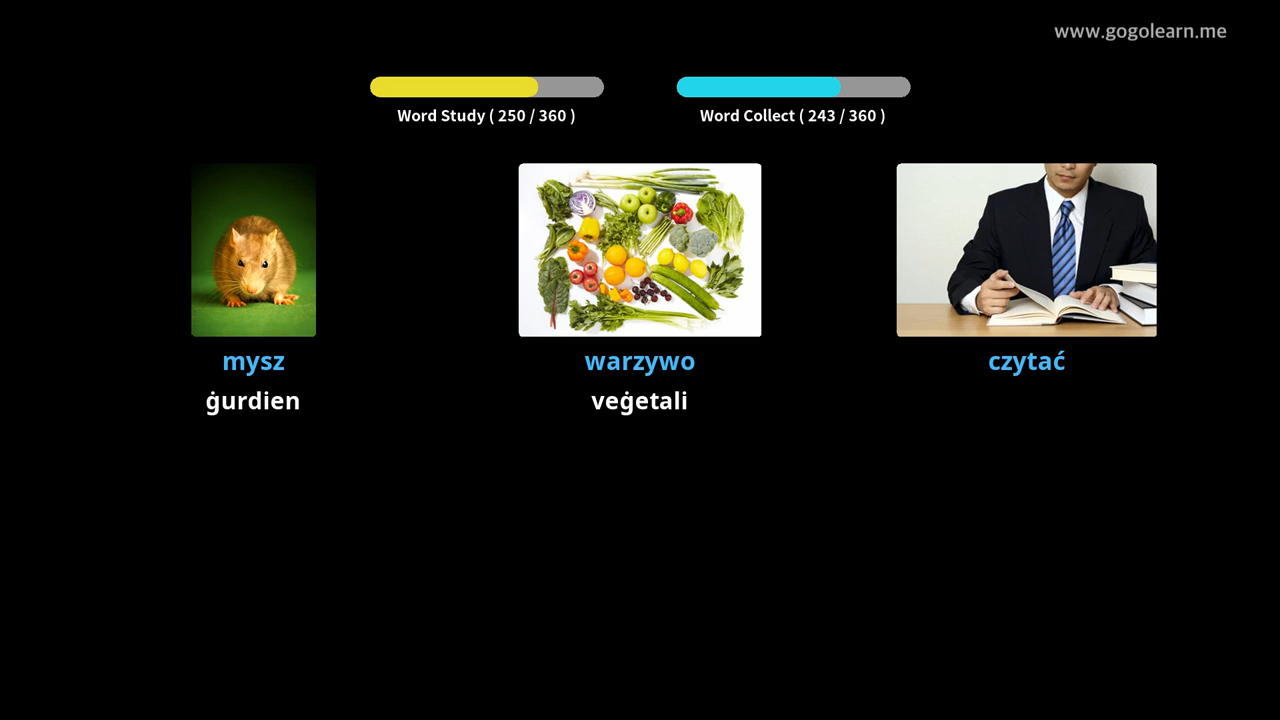 www.gogolearn.me
Word Study ( 250 / 360 )
Word Collect ( 243 / 360 )
mysz
warzywo
czytać
ġurdien
veġetali